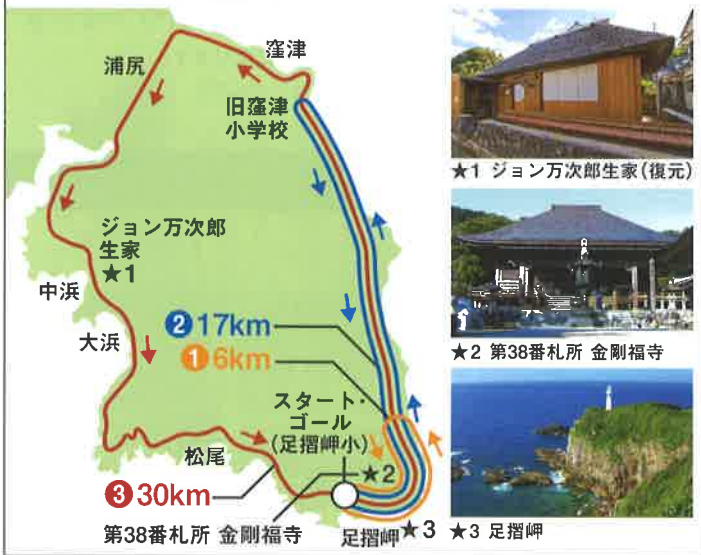 窪津
浦尻
旧窪津
小学校
ジョン万次郎
生家
★1
中浜
大浜
❷17km
❶6km
スタート・
ゴール
(足摺岬小)
★2
松尾
❸30km
第38番札所 金剛福寺
足摺岬★3
★1 ジョン万次郎生家(復元)
★2 第38番札所 金剛福寺
★3 足摺岬